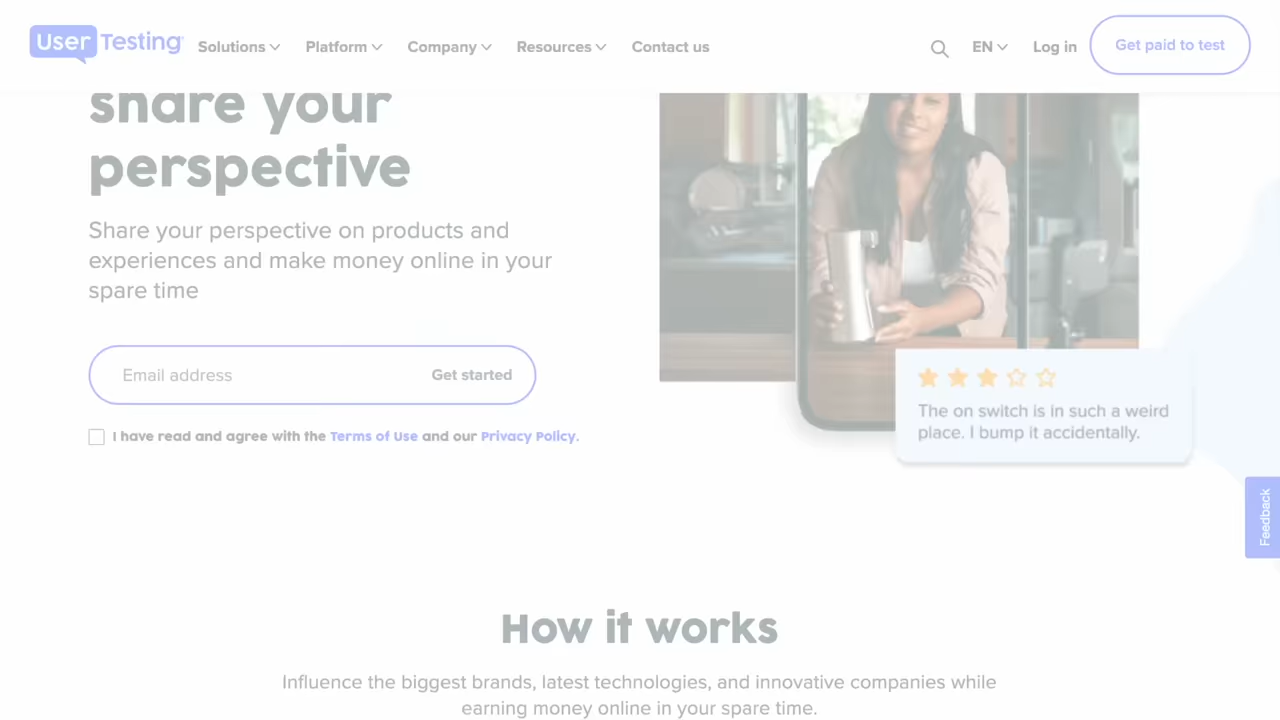 User Testing
Solutions
Platform
Company
Resources
Contact us
EN
Log in
Get paid to test
share your
perspective
Share your perspective on products and
experiences and make money online in your
spare time
Email address
Get started
I have read and agree with the Terms of Use and our Privacy Policy.
The on switch is in such a weird
place. I bump it accidentally.
Feedback
How it works
Influence the biggest brands, latest technologies, and innovative companies while
earning money online in your spare time.